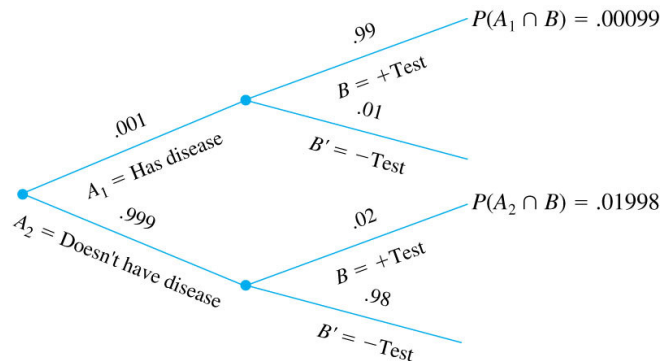 .99
P(A₁ ∩ B) = .00099
B = +Test
.001
.01
A₁ = Has disease
B′ = −Test
.999
P(A₂ ∩ B) = .01998
.02
A₂ = Doesn't have disease
B = +Test
.98
B′ = −Test